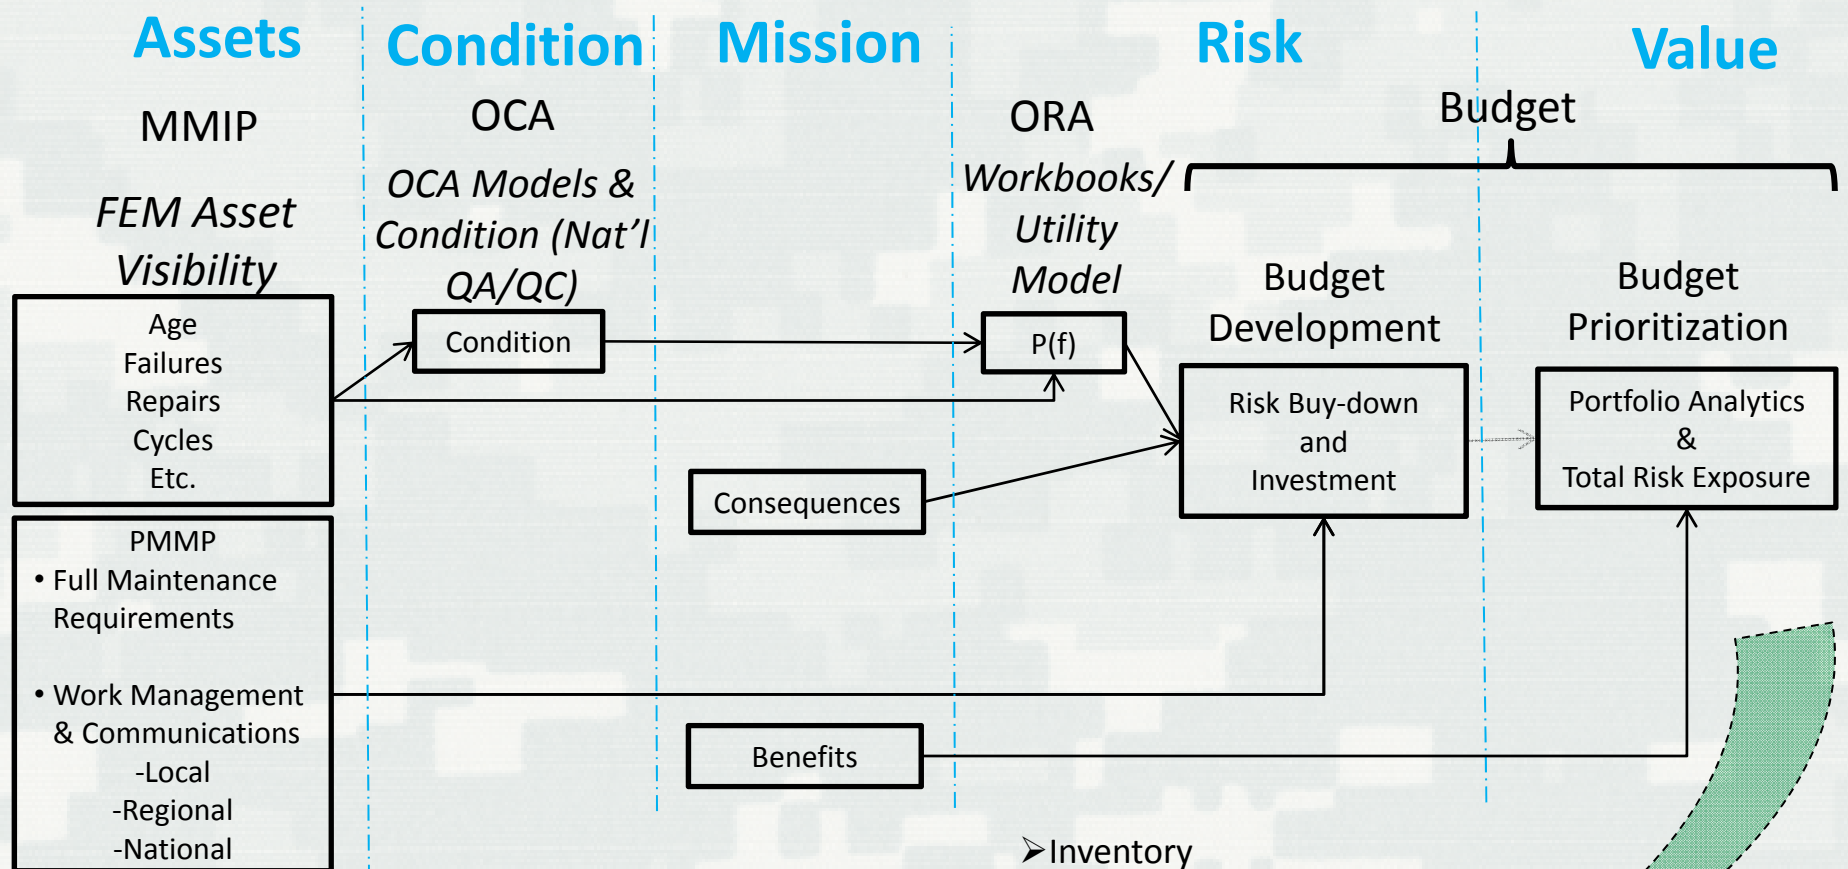 Assets
Condition
Mission
Risk
Value
MMIP
OCA
ORA
Budget
FEM Asset
Visibility
OCA Models &
Condition (Nat’l
QA/QC)
Workbooks/
Utility
Model
Budget
Development
Budget
Prioritization
Age
Failures
Repairs
Cycles
Etc.
Condition
P(f)
Risk Buy-down
and
Investment
Portfolio Analytics
&
Total Risk Exposure
Consequences
PMMP
• Full Maintenance
Requirements
• Work Management
& Communications
-Local
-Regional
-National
Benefits
➢Inventory